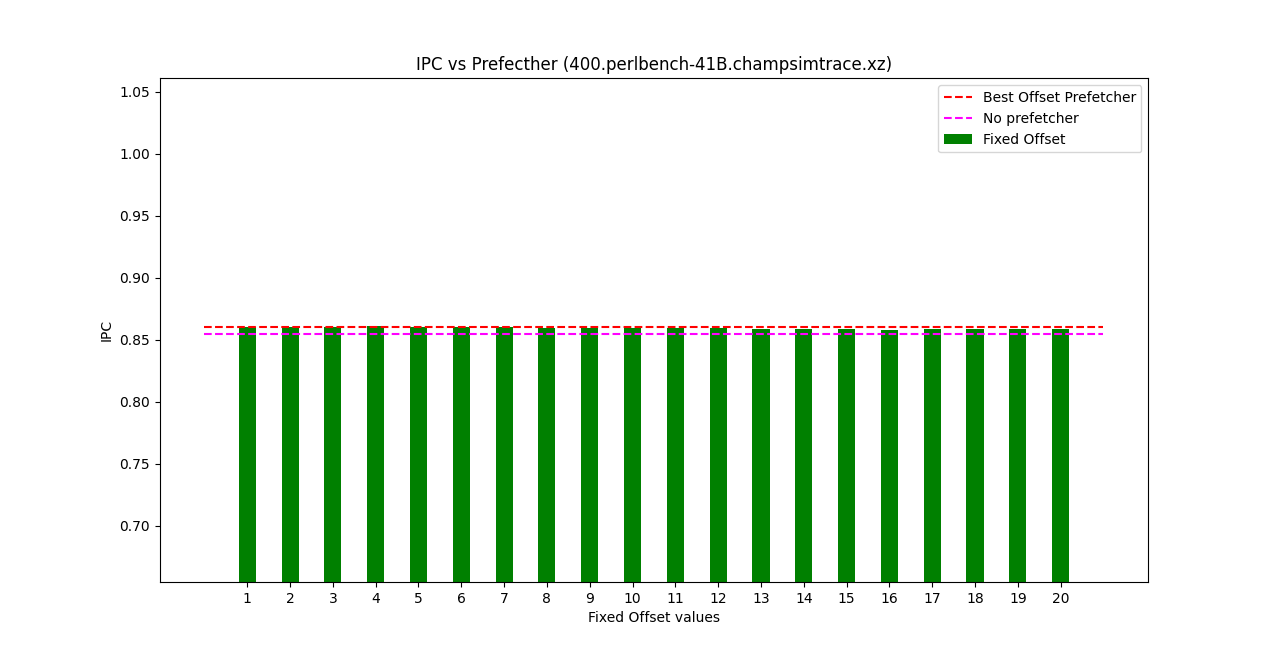 IPC vs Prefecther (400.perlbench-41B.champsimtrace.xz)
Best Offset Prefetcher
No prefetcher
Fixed Offset
1.05
1.00
0.95
0.90
0.85
0.80
0.75
0.70
IPC
1 2 3 4 5 6 7 8 9 10 11 12 13 14 15 16 17 18 19 20
Fixed Offset values